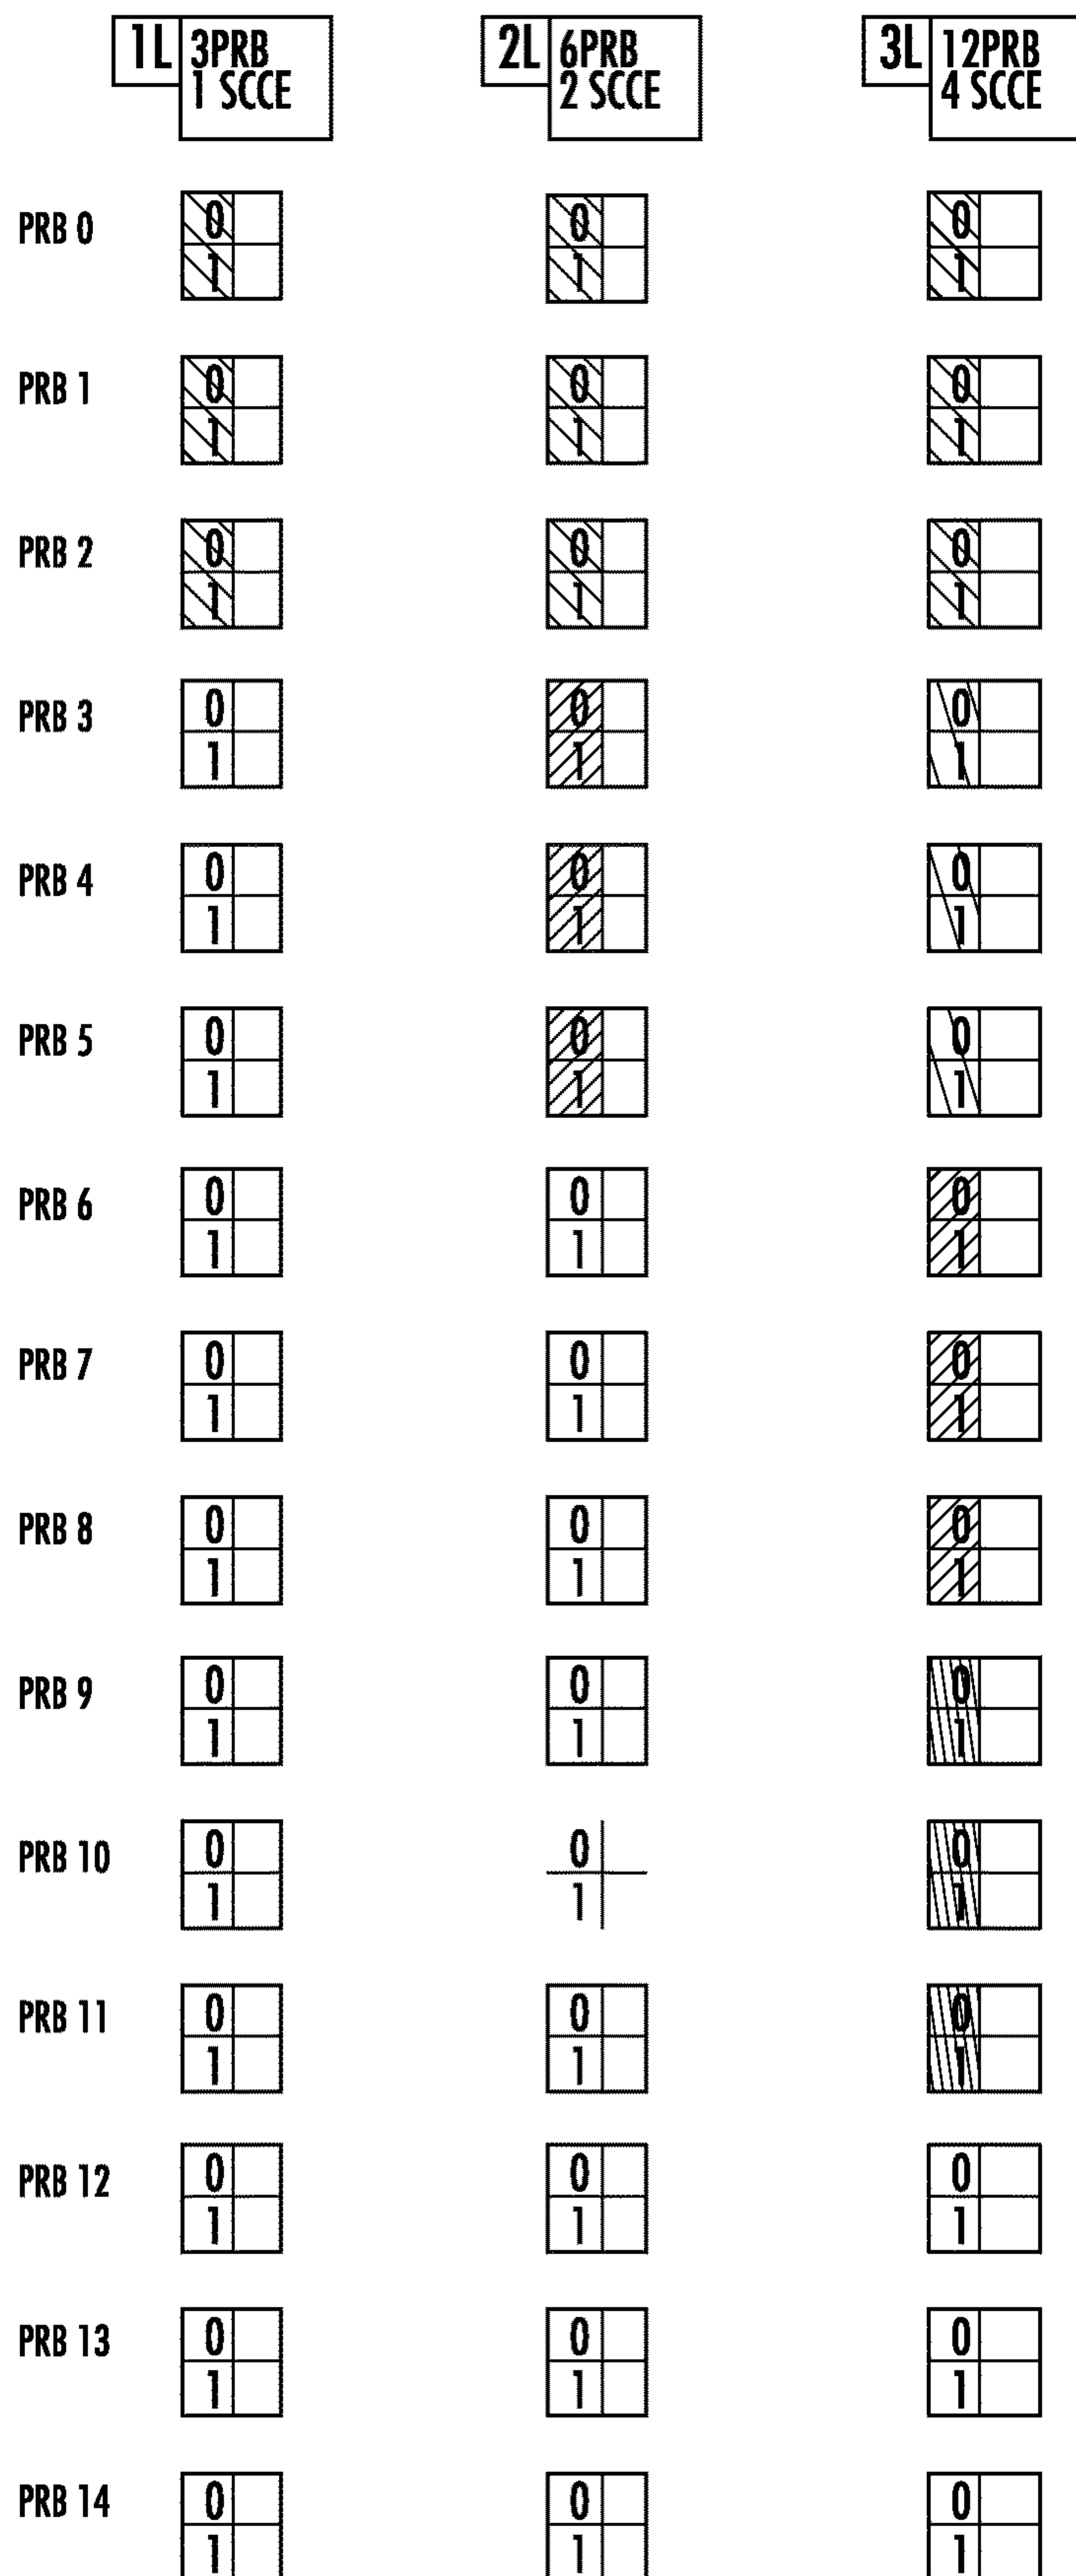 1L 3PRB 2L 6PRB 3L 12PRB
1 SCCE 2 SCCE 4 SCCE
PRB 0 0 0 0
1 1 1
PRB 1 0 0 0
1 1 1
PRB 2 0 0 0
1 1 1
PRB 3 0 0 0
1 1 1
PRB 4 0 0 0
1 1 1
PRB 5 0 0 0
1 1 1
PRB 6 0 0 0
1 1 1
PRB 7 0 0 0
1 1 1
PRB 8 0 0 0
1 1 1
PRB 9 0 0 0
1 1 1
PRB 10 0 0 0
1 1 1
PRB 11 0 0 0
1 1 1
PRB 12 0 0 0
1 1 1
PRB 13 0 0 0
1 1 1
PRB 14 0 0 0
1 1 1